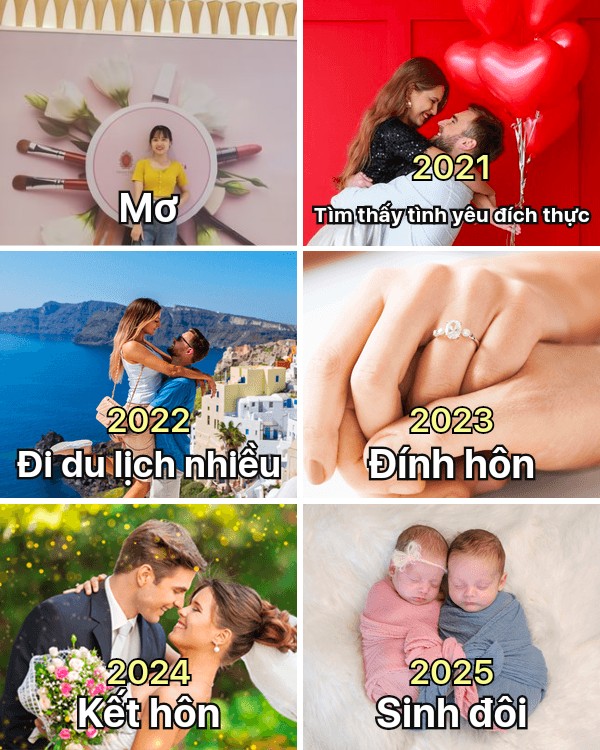 Mơ
2021
Tìm thấy tình yêu đích thực
2022
Đi du lịch nhiều
2023
Đính hôn
2024
Kết hôn
2025
Sinh đôi